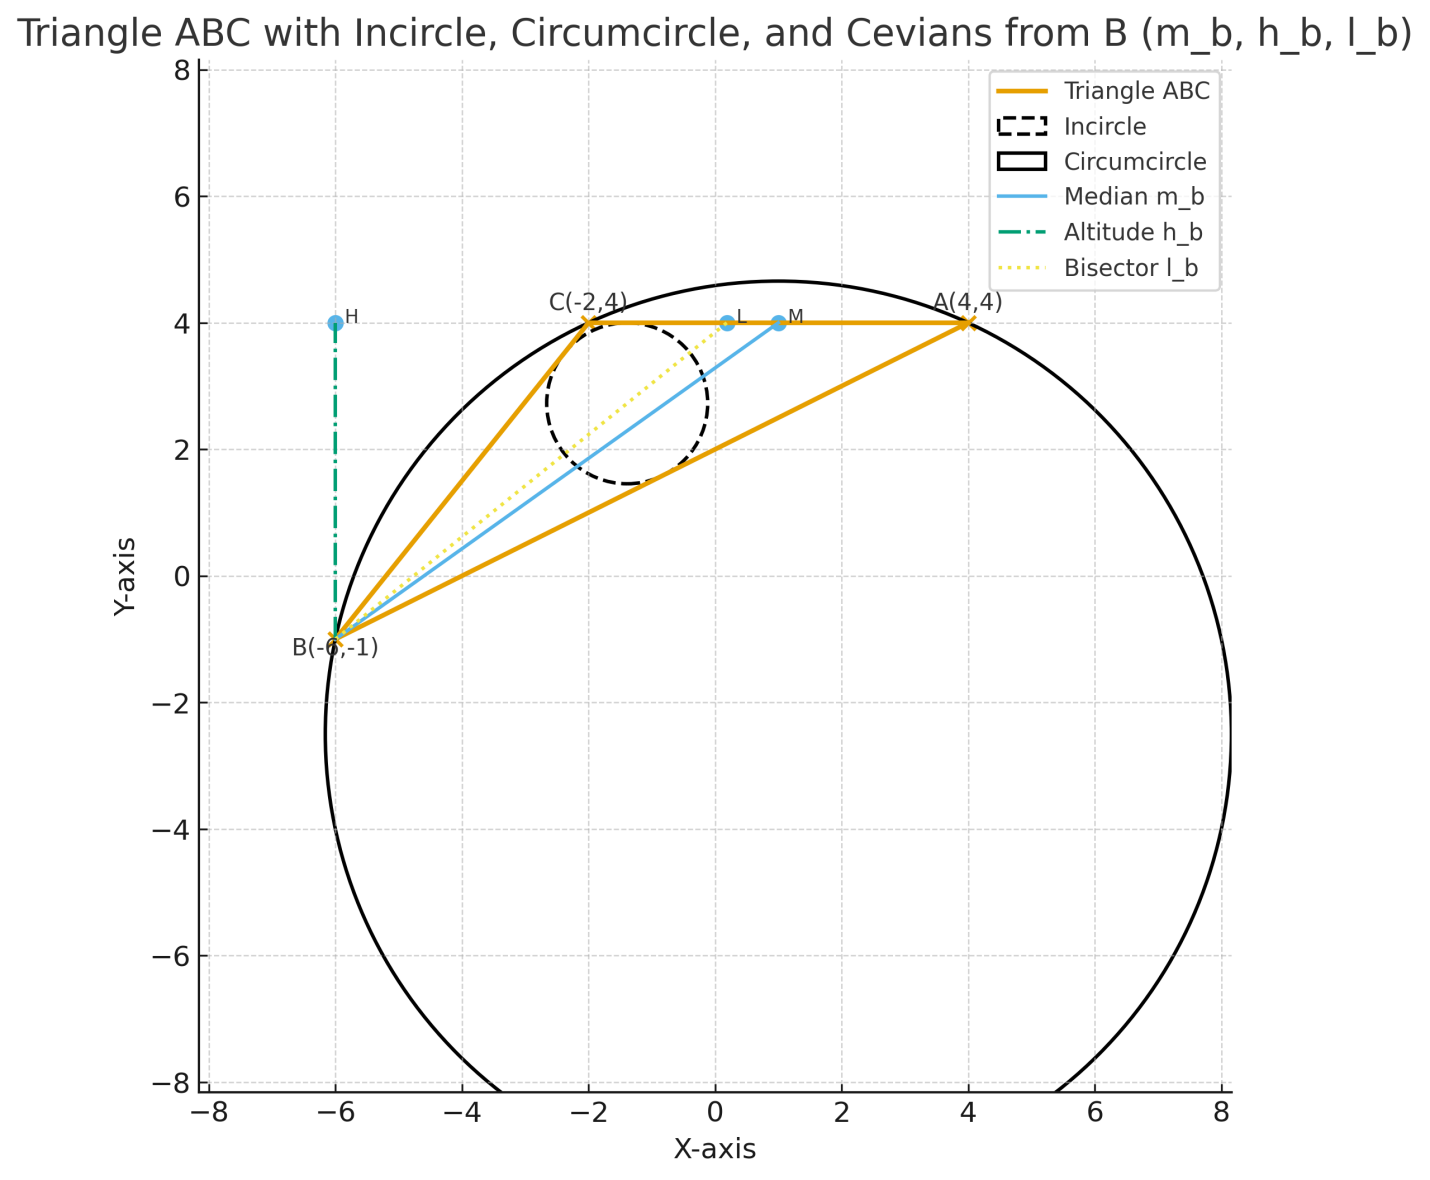 Triangle ABC with Incircle, Circumcircle, and Cevians from B (m_b, h_b, l_b)
Triangle ABC
Incircle
Circumcircle
Median m_b
Altitude h_b
Bisector l_b
8
6
4
2
0
−2
−4
−6
−8
Y-axis
C(-2,4)
A(4,4)
H
L
M
B(-6,-1)
−8 −6 −4 −2 0 2 4 6 8
X-axis